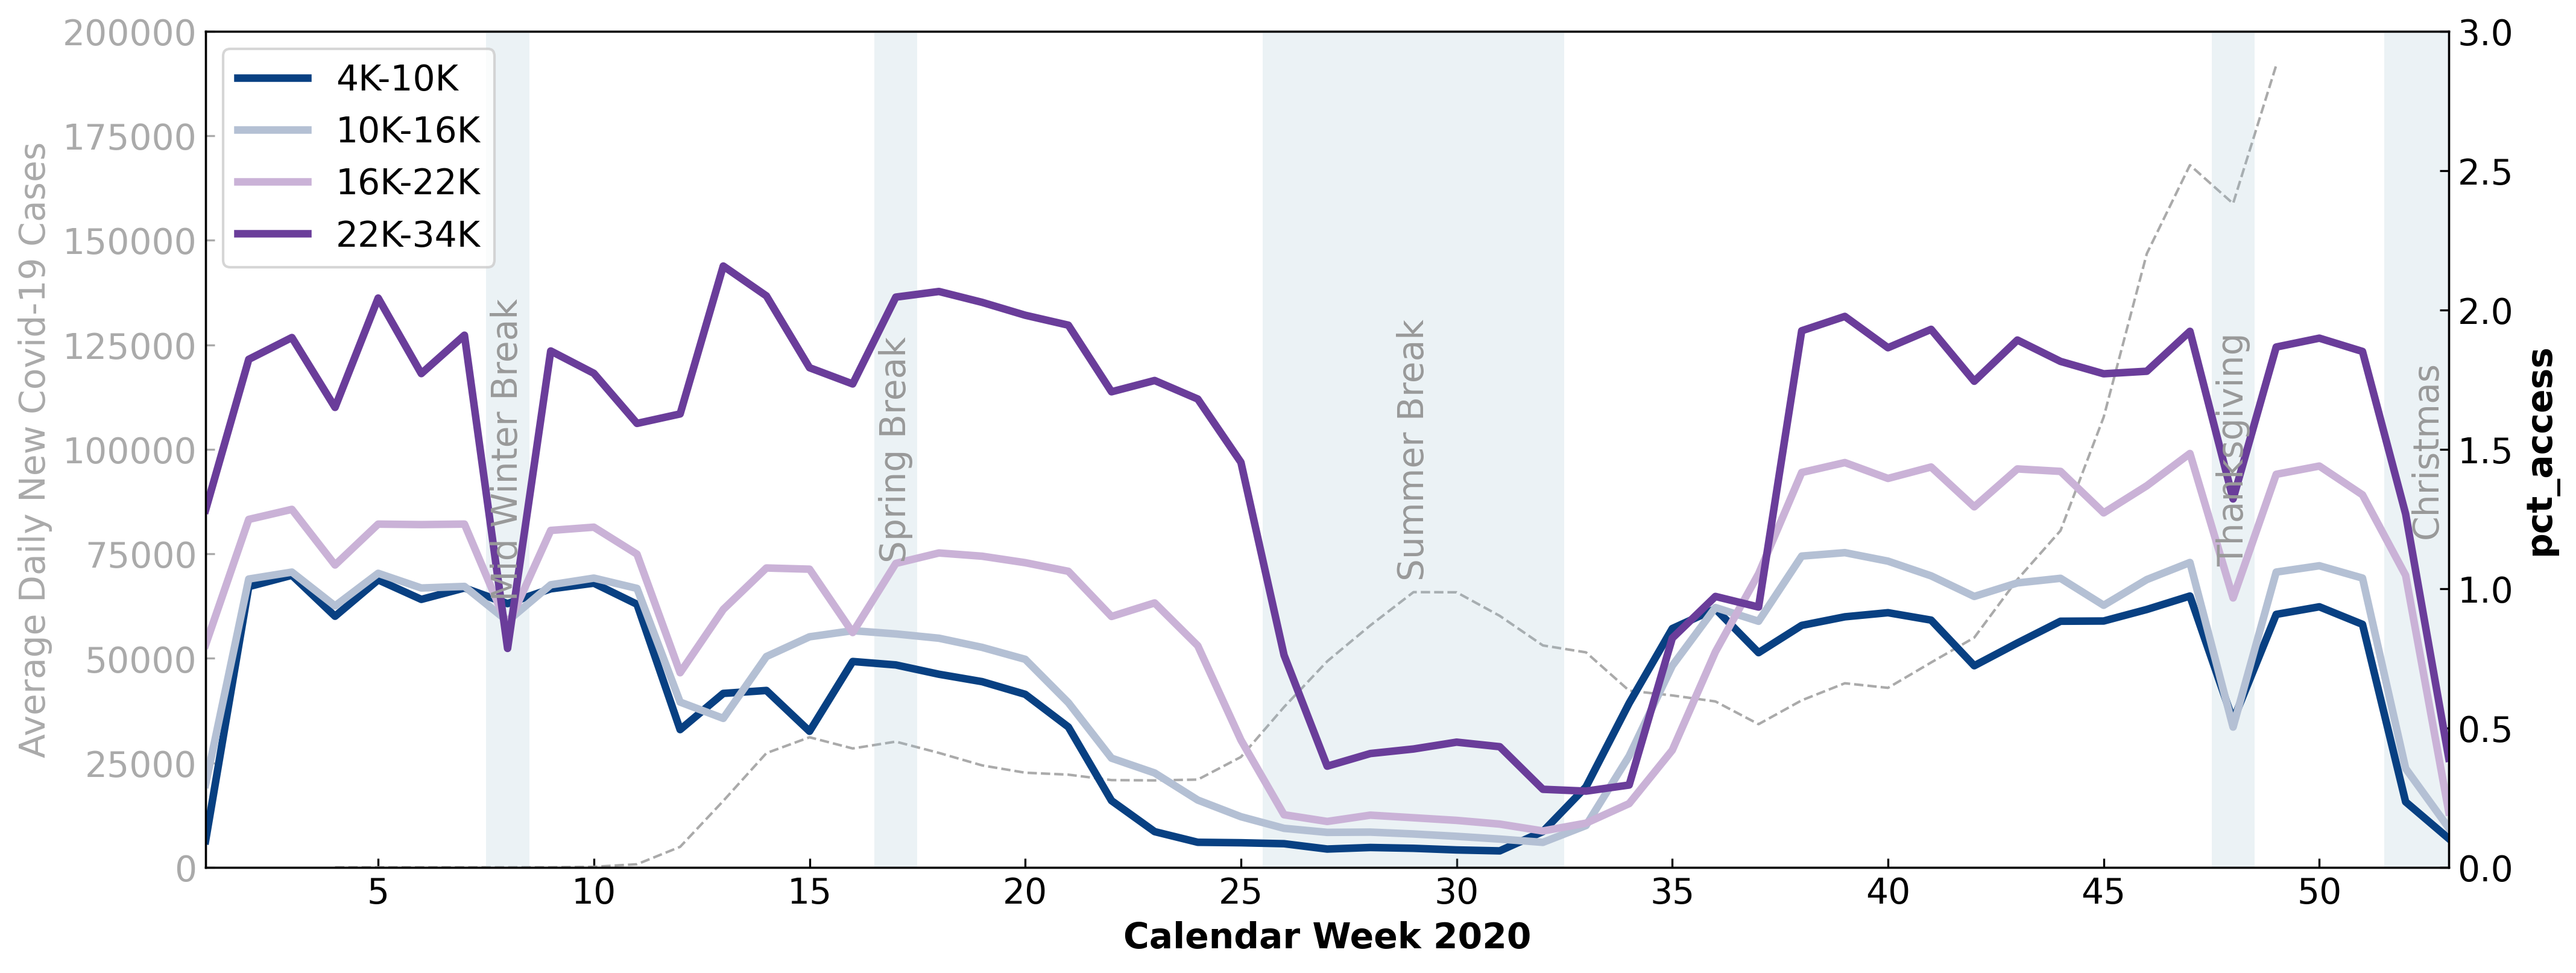 200000
175000
150000
125000
100000
75000
50000
25000
0
Average Daily New Covid-19 Cases
4K-10K
10K-16K
16K-22K
22K-34K
Mid Winter Break
Spring Break
Summer Break
Thanksgiving
Christmas
3.0
2.5
2.0
1.5
1.0
0.5
0.0
pct_access
5
10
15
20
25
30
35
40
45
50
Calendar Week 2020